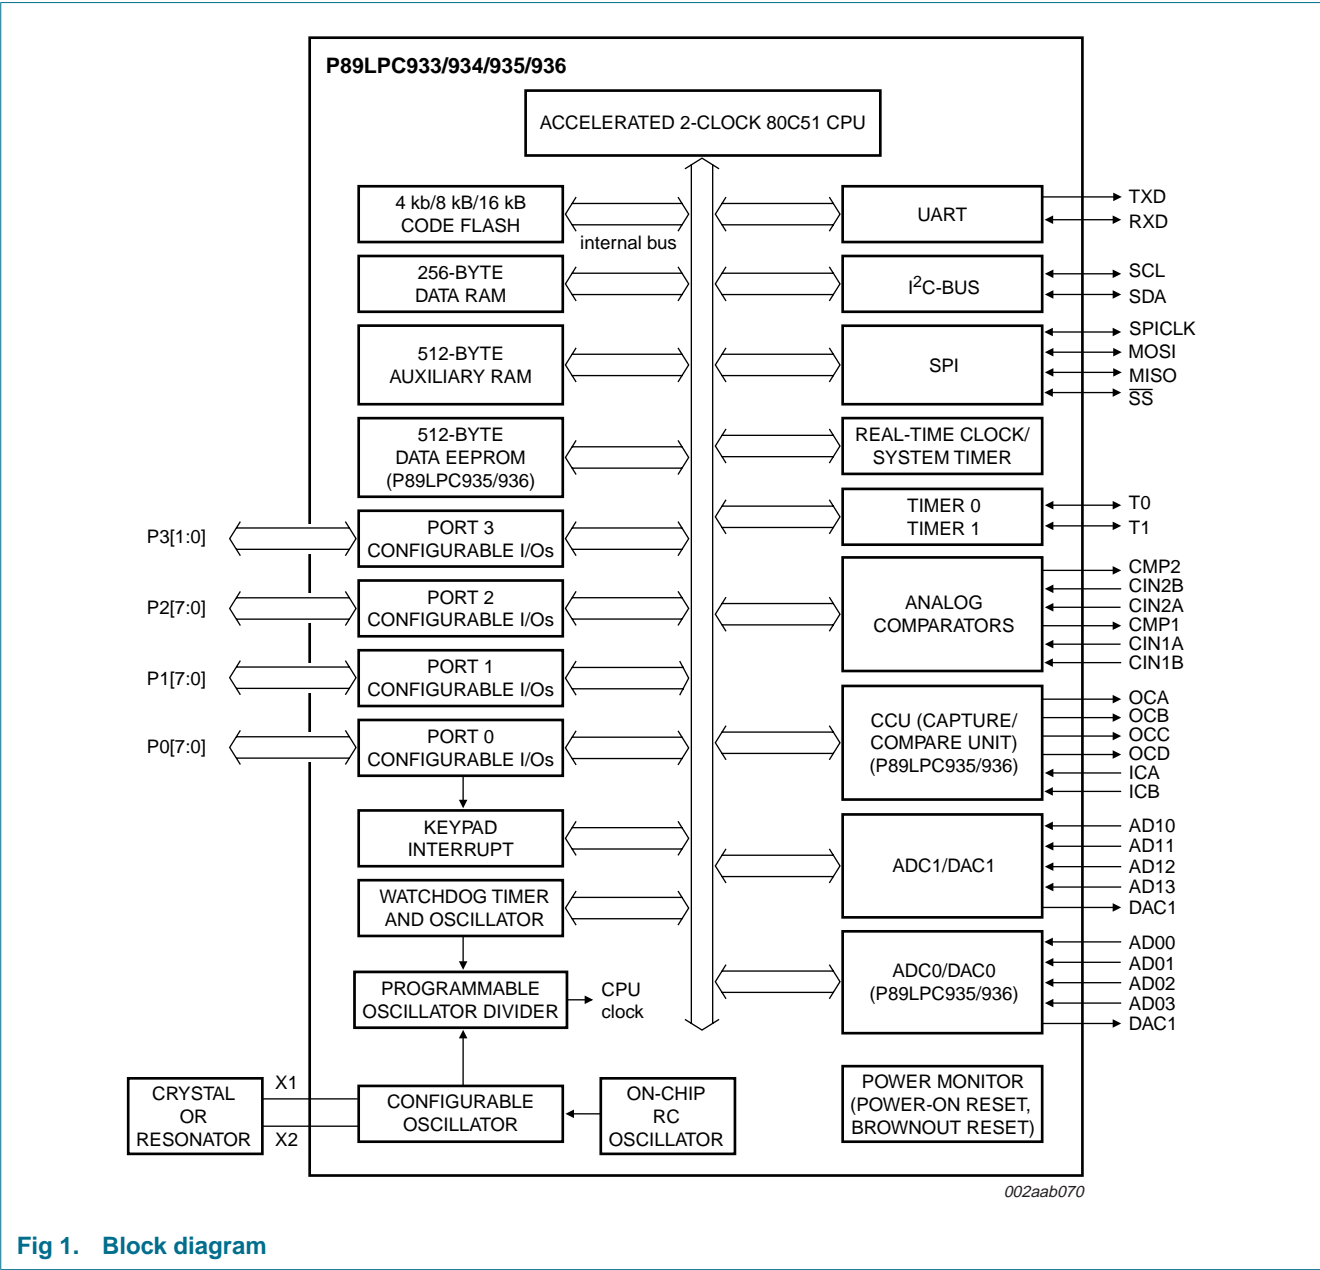 P89LPC933/934/935/936
ACCELERATED 2-CLOCK 80C51 CPU
4 kb/8 kB/16 kB
CODE FLASH
internal bus
256-BYTE
DATA RAM
512-BYTE
AUXILIARY RAM
512-BYTE
DATA EEPROM
(P89LPC935/936)
P3[1:0]
PORT 3
CONFIGURABLE I/Os
P2[7:0]
PORT 2
CONFIGURABLE I/Os
P1[7:0]
PORT 1
CONFIGURABLE I/Os
P0[7:0]
PORT 0
CONFIGURABLE I/Os
KEYPAD
INTERRUPT
WATCHDOG TIMER
AND OSCILLATOR
PROGRAMMABLE
OSCILLATOR DIVIDER
CPU
clock
CRYSTAL
OR
RESONATOR
X1
X2
CONFIGURABLE
OSCILLATOR
ON-CHIP
RC
OSCILLATOR
UART
TXD
RXD
I²C-BUS
SCL
SDA
SPI
SPICLK
MOSI
MISO
S̅S̅
REAL-TIME CLOCK/
SYSTEM TIMER
TIMER 0
TIMER 1
T0
T1
ANALOG
COMPARATORS
CMP2
CIN2B
CIN2A
CMP1
CIN1A
CIN1B
CCU (CAPTURE/
COMPARE UNIT)
(P89LPC935/936)
OCA
OCB
OCC
OCD
ICA
ICB
ADC1/DAC1
AD10
AD11
AD12
AD13
DAC1
ADC0/DAC0
(P89LPC935/936)
AD00
AD01
AD02
AD03
DAC1
POWER MONITOR
(POWER-ON RESET,
BROWNOUT RESET)
002aab070
Fig 1. Block diagram